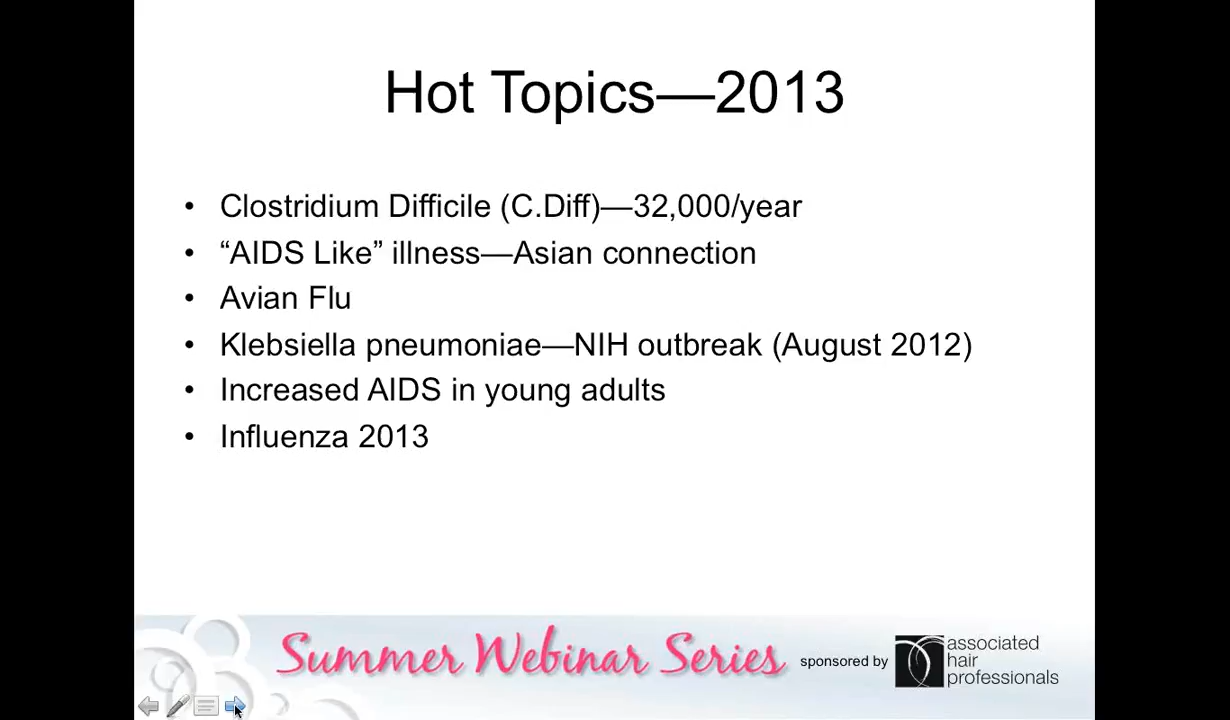 Hot Topics—2013
• Clostridium Difficile (C.Diff)—32,000/year
• “AIDS Like” illness—Asian connection
• Avian Flu
• Klebsiella pneumoniae—NIH outbreak (August 2012)
• Increased AIDS in young adults
• Influenza 2013
Summer Webinar Series
sponsored by
associated
hair
professionals